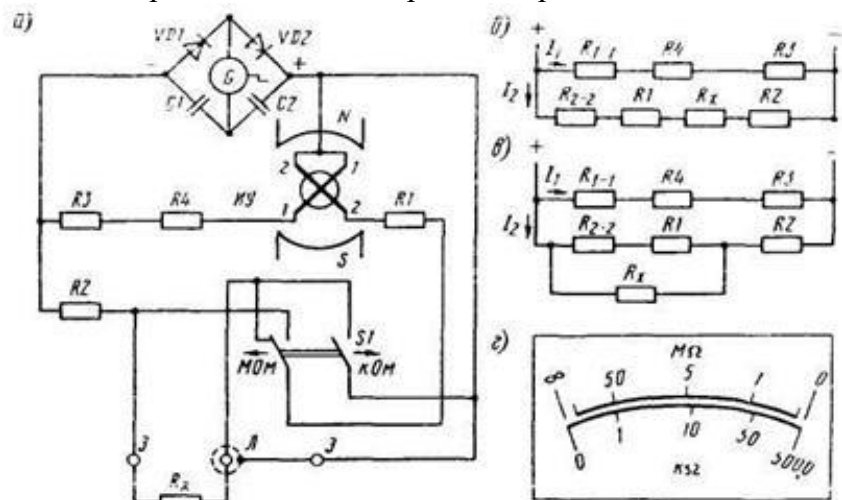 а)
VD1
VD2
G
C1
C2
N
2 1
1 2
R3
R4
ИУ
R1
S
R2
S1
МОм
кОм
З
Л
З
Rx
б)
+ −
I1
R1-1
R4
R3
I2
R2-2
R1
Rx
R2
в)
+ −
I1
R1-1
R4
R3
I2
R2-2
R1
R2
Rx
г)
MΩ
∞ 50 5 1 0
0 1 10 50 5000,0
KΩ